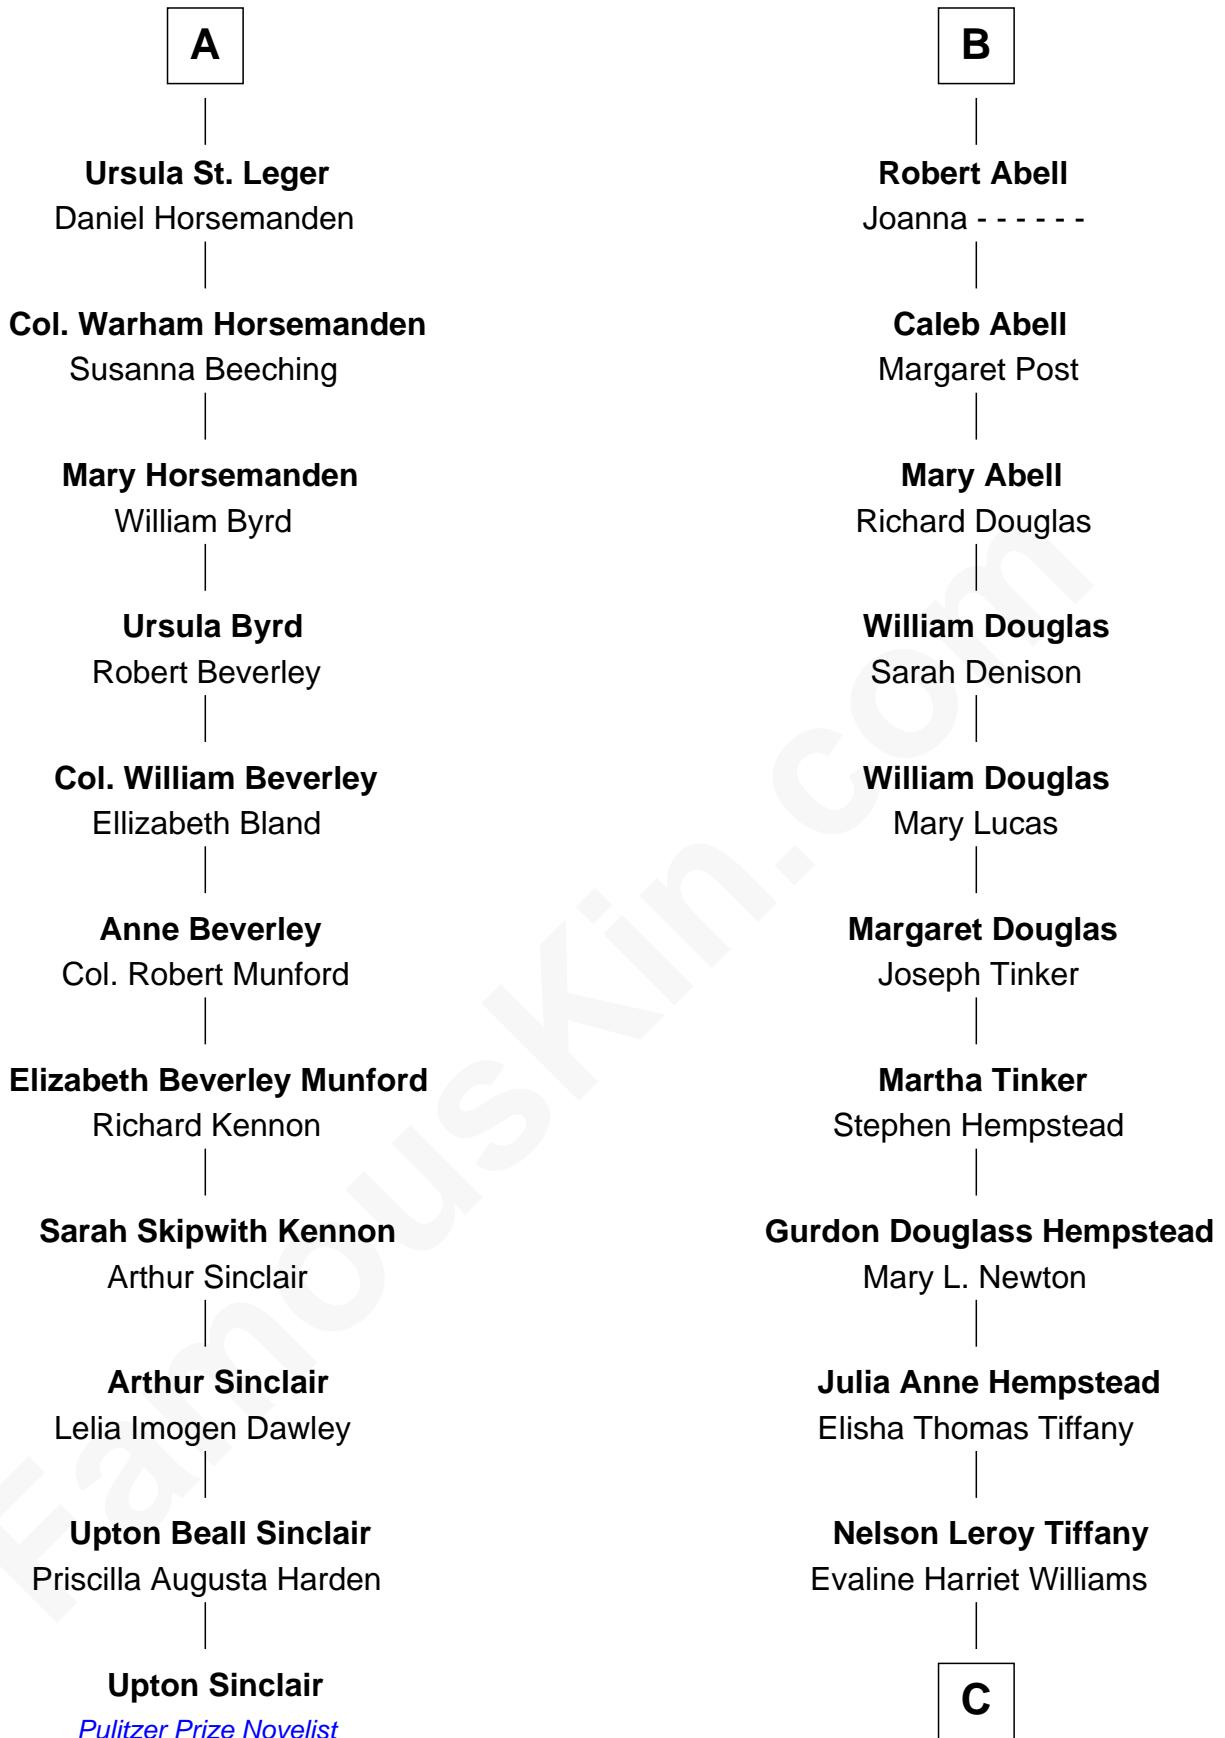 A
Ursula St. Leger
Daniel Horsemanden
Col. Warham Horsemanden
Susanna Beeching
Mary Horsemanden
William Byrd
Ursula Byrd
Robert Beverley
Col. William Beverley
Ellizabeth Bland
Anne Beverley
Col. Robert Munford
Elizabeth Beverley Munford
Richard Kennon
Sarah Skipwith Kennon
Arthur Sinclair
Arthur Sinclair
Lelia Imogen Dawley
Upton Beall Sinclair
Priscilla Augusta Harden
Upton Sinclair
Pulitzer Prize Novelist
B
Robert Abell
Joanna - - - - - -
Caleb Abell
Margaret Post
Mary Abell
Richard Douglas
William Douglas
Sarah Denison
William Douglas
Mary Lucas
Margaret Douglas
Joseph Tinker
Martha Tinker
Stephen Hempstead
Gurdon Douglass Hempstead
Mary L. Newton
Julia Anne Hempstead
Elisha Thomas Tiffany
Nelson Leroy Tiffany
Evaline Harriet Williams
C
FamousKin.com